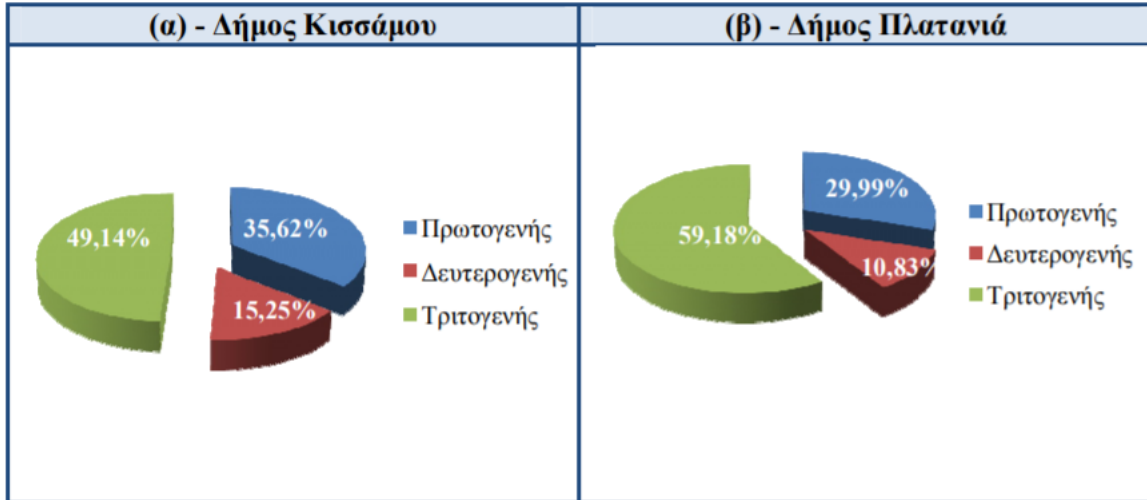 (α) - Δήμος Κισσάμου
49,14%
35,62%
15,25%
Πρωτογενής
Δευτερογενής
Τριτογενής
(β) - Δήμος Πλατανιά
29,99%
59,18%
10,83%
Πρωτογενής
Δευτερογενής
Τριτογενής